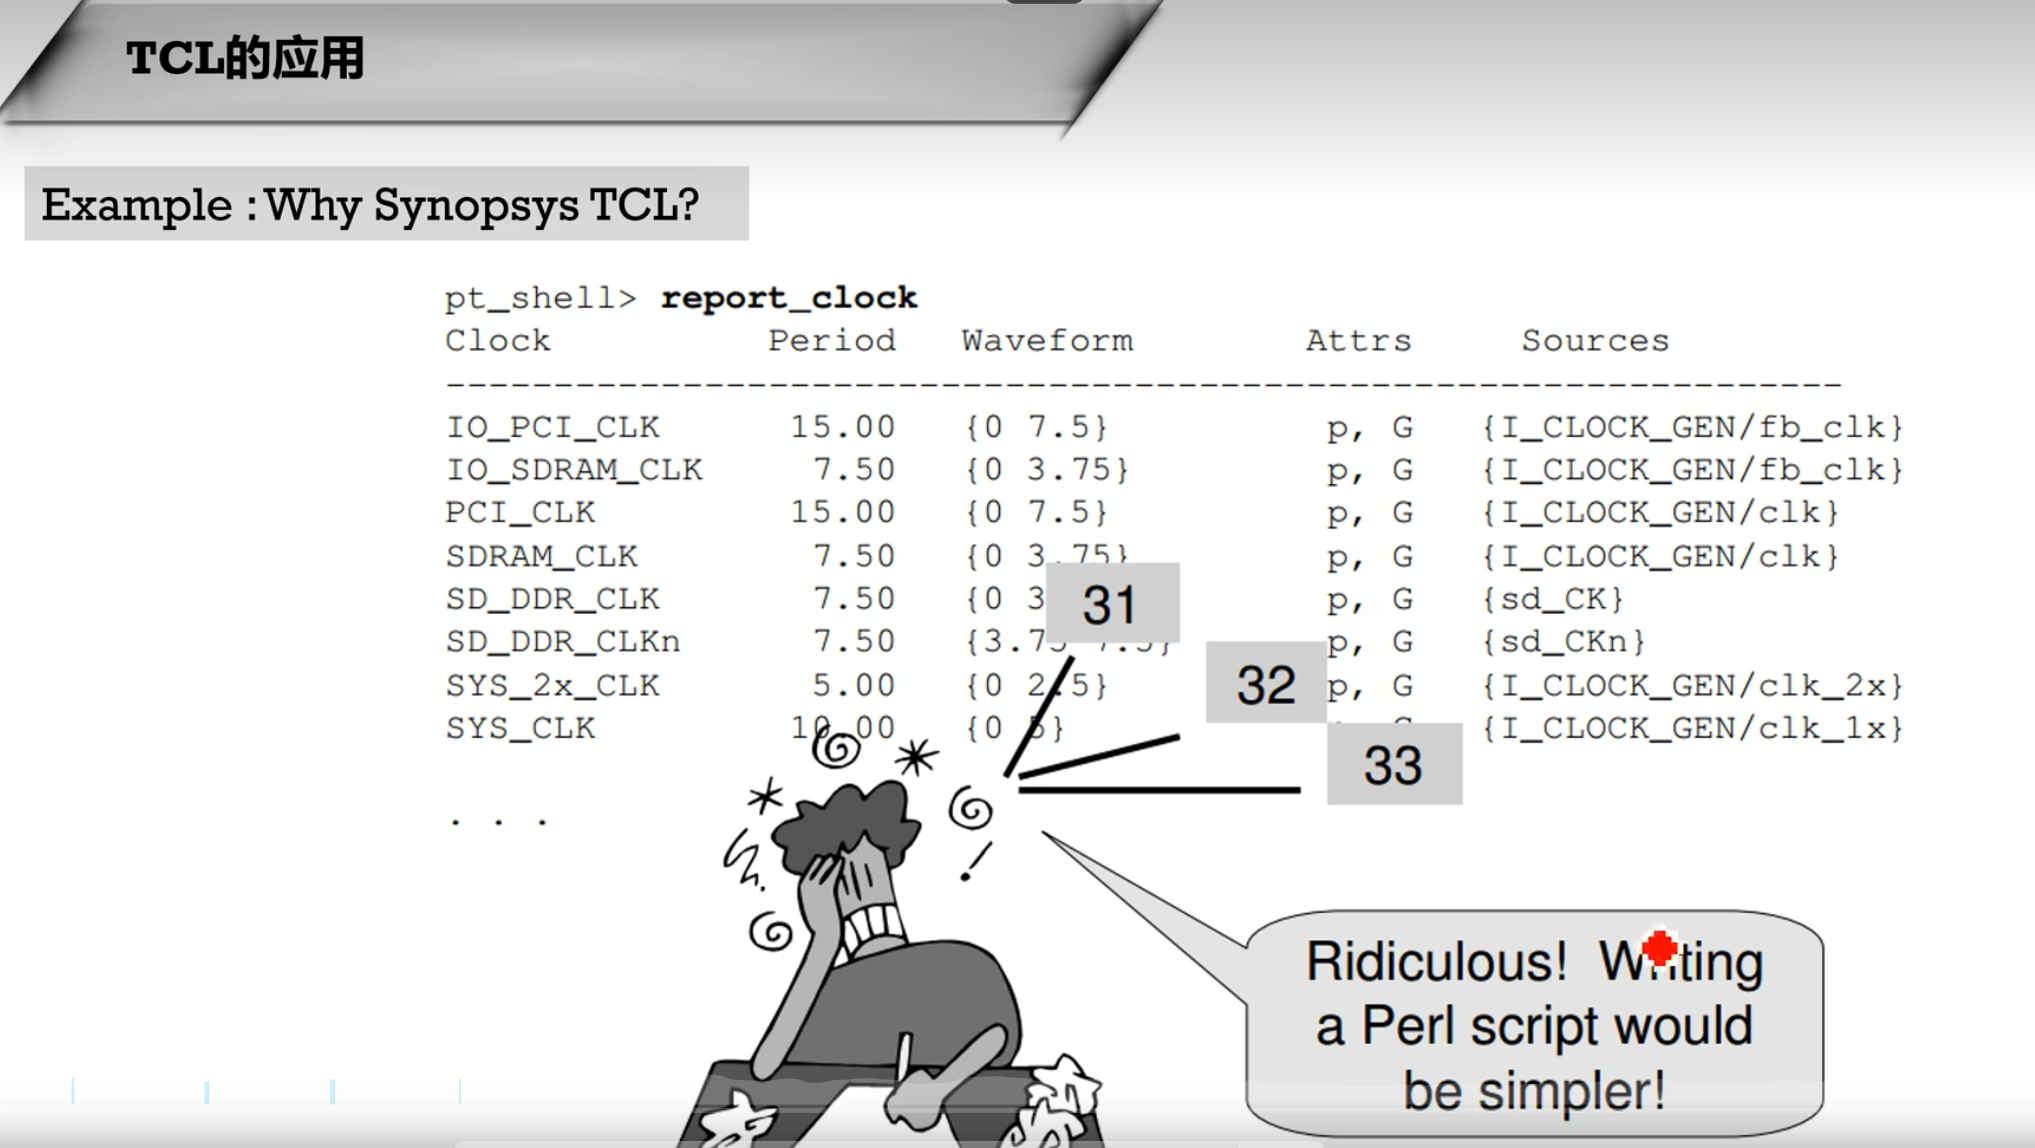 TCL的应用
Example : Why Synopsys TCL?
pt_shell> report_clock
Clock Period Waveform Attrs Sources
--------------------------------------------------------------------
IO_PCI_CLK 15.00 {0 7.5} p, G {I_CLOCK_GEN/fb_clk}
IO_SDRAM_CLK 7.50 {0 3.75} p, G {I_CLOCK_GEN/fb_clk}
PCI_CLK 15.00 {0 7.5} p, G {I_CLOCK_GEN/clk}
SDRAM_CLK 7.50 {0 3.75} p, G {I_CLOCK_GEN/clk}
SD_DDR_CLK 7.50 {0 3 p, G {sd_CK}
SD_DDR_CLKn 7.50 {3.75 7.5} p, G {sd_CKn}
SYS_2x_CLK 5.00 {0 2.5} p, G {I_CLOCK_GEN/clk_2x}
SYS_CLK 10.00 {0 5} {I_CLOCK_GEN/clk_1x}
. . .
31
32
33
Ridiculous! Writing
a Perl script would
be simpler!